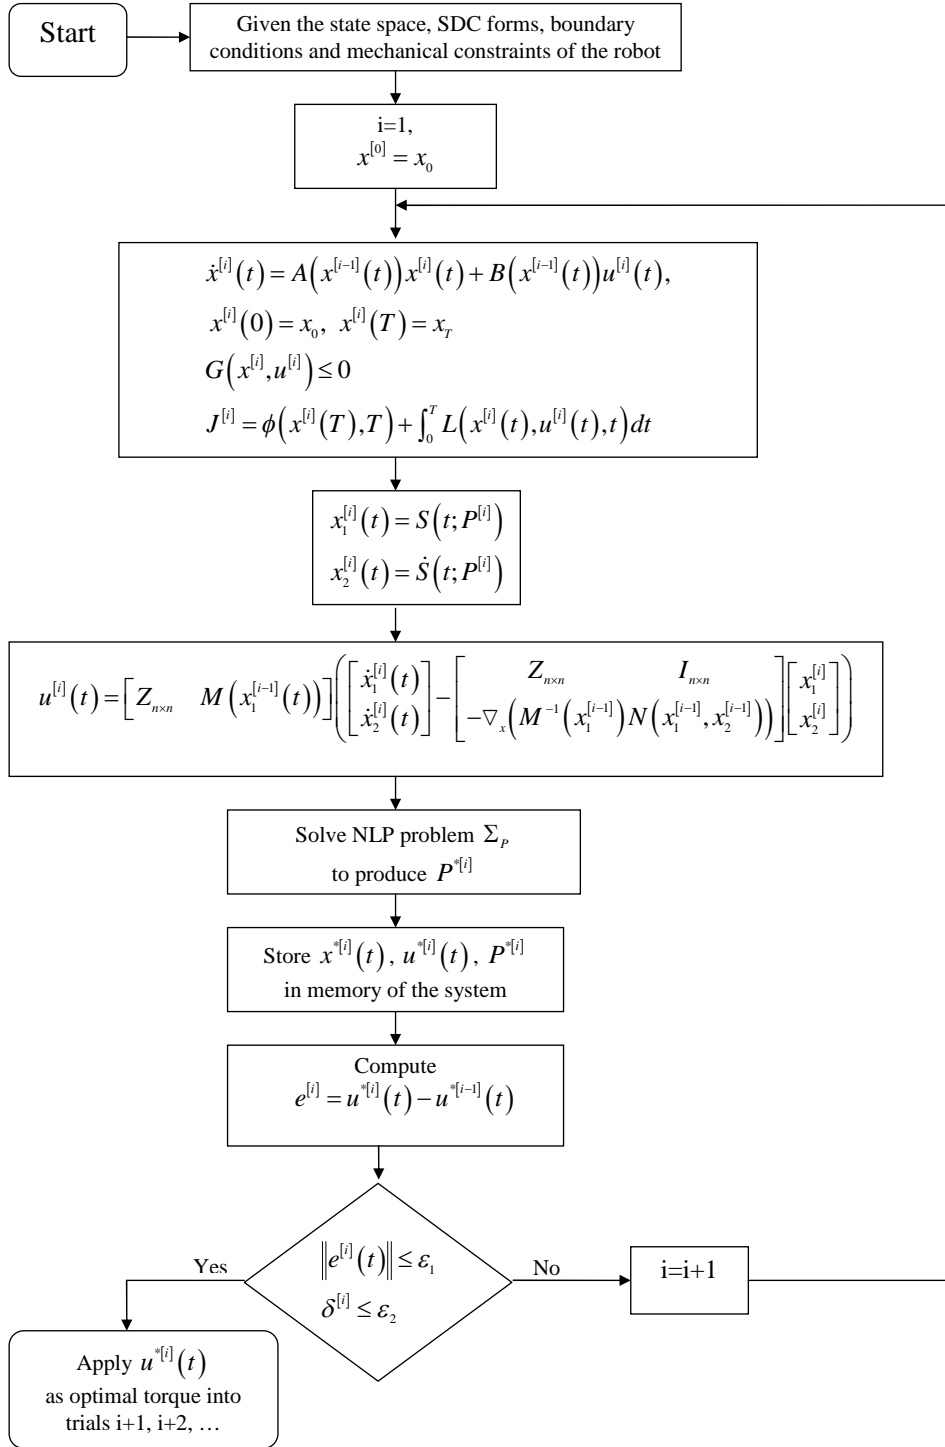 Start
Given the state space, SDC forms, boundary
conditions and mechanical constraints of the robot
i=1,
x^{[0]} = x_0
ẋ^{[i]}(t) = A(x^{[i-1]}(t))x^{[i]}(t) + B(x^{[i-1]}(t))u^{[i]}(t),
x^{[i]}(0) = x_0, x^{[i]}(T) = x_T
G(x^{[i]}, u^{[i]}) ≤ 0
J^{[i]} = ϕ(x^{[i]}(T),T) + ∫_0^T L(x^{[i]}(t), u^{[i]}(t), t)dt
x_1^{[i]}(t) = S(t; P^{[i]})
x_2^{[i]}(t) = Ṡ(t; P^{[i]})
u^{[i]}(t) = [Z_{n×n} M(x_1^{[i-1]}(t))]([ẋ_1^{[i]}(t); ẋ_2^{[i]}(t)] − [Z_{n×n} I_{n×n}; −▽_x(M^{-1}(x_1^{[i-1]})N(x_1^{[i-1]}, x_2^{[i-1]}))][x_1^{[i]}; x_2^{[i]}])
Solve NLP problem Σ_P
to produce P^{*[i]}
Store x^{*[i]}(t), u^{*[i]}(t), P^{*[i]}
in memory of the system
Compute
e^{[i]} = u^{*[i]}(t) − u^{*[i-1]}(t)
‖e^{[i]}(t)‖ ≤ ε_1
δ^{[i]} ≤ ε_2
Yes
No
i=i+1
Apply u^{*[i]}(t)
as optimal torque into
trials i+1, i+2, …